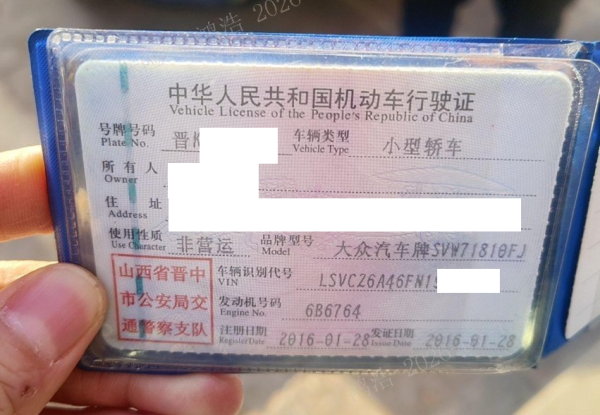 中华人民共和国机动车行驶证
Vehicle License of the People's Republic of China
号牌号码 晋 车辆类型 小型轿车
Plate No. Vehicle Type
所有人
Owner
住址
Address
使用性质 非营运 品牌型号 大众汽车牌SVW71810FJ
Use Character Model
山西省晋中
市公安局交
通警察支队
车辆识别代号 LSVC26A46FN1
VIN
发动机号码 6B6764
Engine No.
注册日期 2016-01-28 发证日期 2016-01-28
Register Date Issue Date